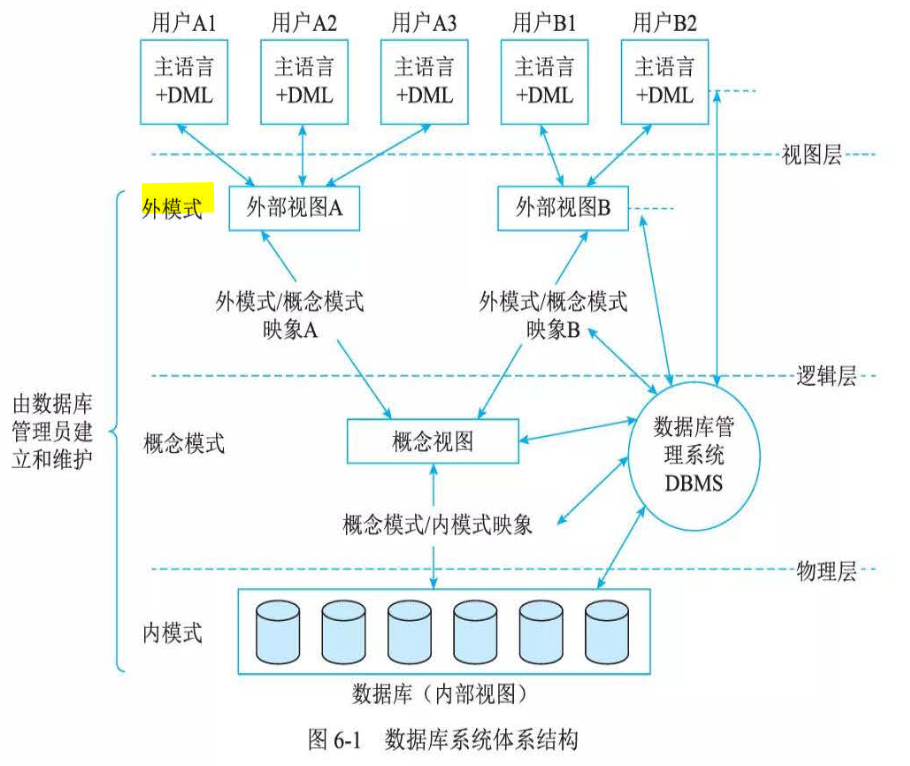 用户A1
用户A2
用户A3
用户B1
用户B2
主语言
+DML
主语言
+DML
主语言
+DML
主语言
+DML
主语言
+DML
视图层
外模式
外部视图A
外部视图B
外模式/概念模式
映象A
外模式/概念模式
映象B
逻辑层
由数据库
管理员建
立和维护
概念模式
概念视图
数据库管
理系统
DBMS
概念模式/内模式映象
物理层
内模式
数据库（内部视图）
图 6-1 数据库系统体系结构